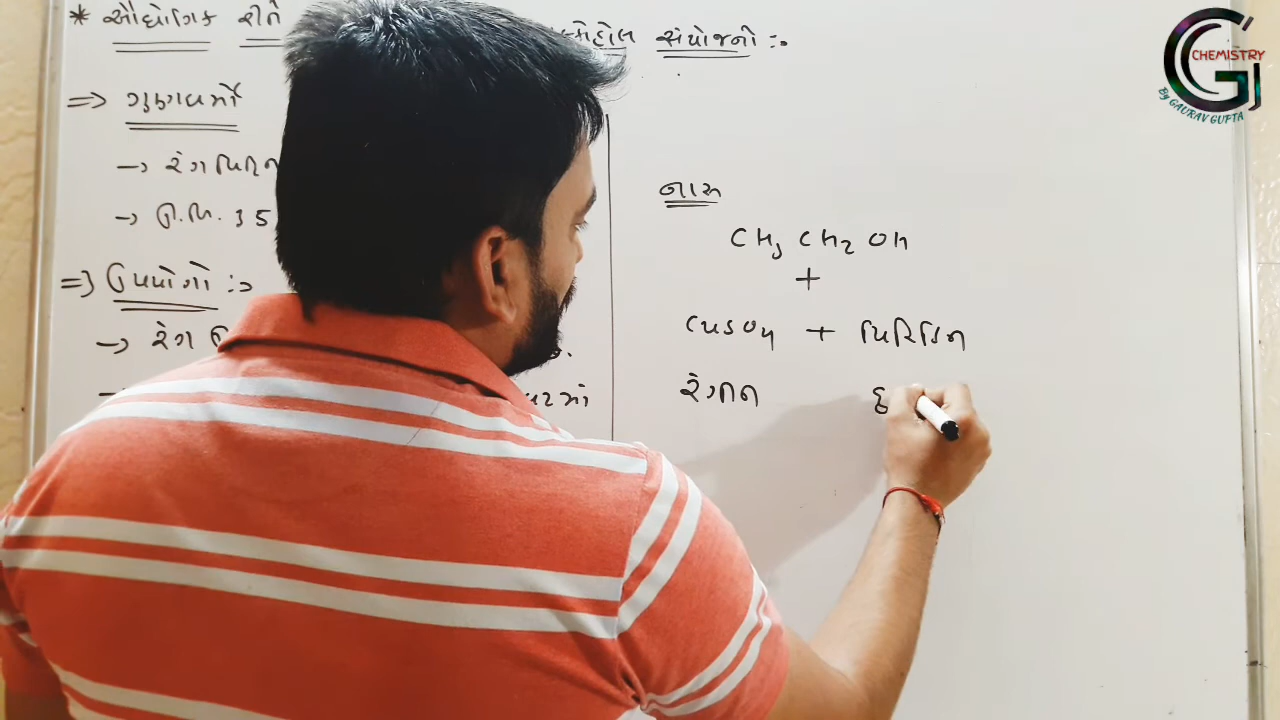 * ઔદ્યોગિક રીતે
સંયોજનો :-
=> ગુણધર્મો
→ રંગવિહિન
→ ઉ.બિ. 35
=> ઉપયોગો :-
→ રંગ
નોંધ
CH3 CH2 OH
+
CuSO4 + પિરિડિન
રંગીન
CHEMISTRY
G
By GAURAV GUPTA